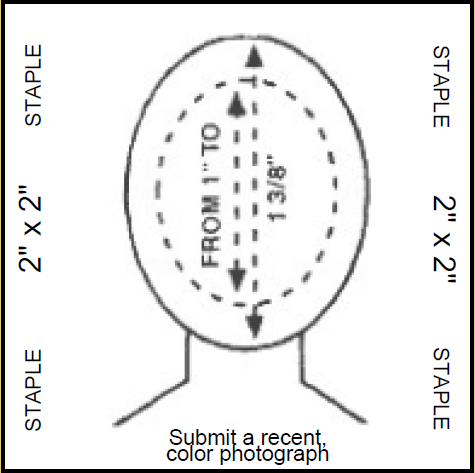 STAPLE
2" x 2"
STAPLE
FROM 1" TO
1 3/8"
STAPLE
2" x 2"
STAPLE
Submit a recent,
color photograph